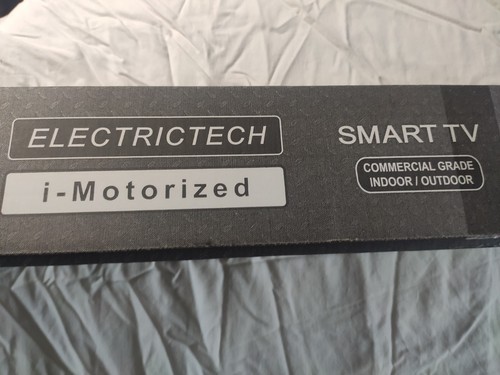 ELECTRICTECH
i-Motorized
SMART TV
COMMERCIAL GRADE
INDOOR / OUTDOOR